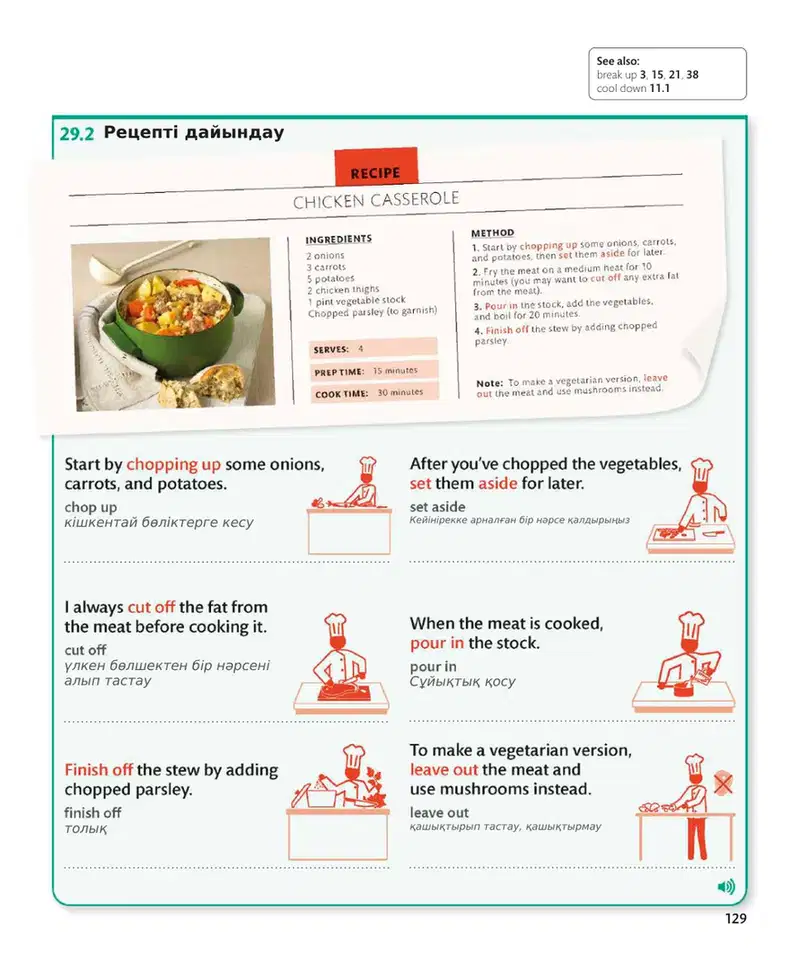 See also:
break up 3, 15, 21, 38
cool down 11.1
29.2 Рецепті дайындау
RECIPE
CHICKEN CASSEROLE
INGREDIENTS
2 onions
3 carrots
5 potatoes
2 chicken thighs
1 pint vegetable stock
Chopped parsley (to garnish)
SERVES: 4
PREP TIME: 15 minutes
COOK TIME: 30 minutes
METHOD
1. Start by chopping up some onions, carrots,
and potatoes, then set them aside for later.
2. Fry the meat on a medium heat for 10
minutes (you may want to cut off any extra fat
from the meat).
3. Pour in the stock, add the vegetables,
and boil for 20 minutes.
4. Finish off the stew by adding chopped
parsley.
Note: To make a vegetarian version, leave
out the meat and use mushrooms instead.
Start by chopping up some onions,
carrots, and potatoes.
chop up
кішкентай бөліктерге кесу
After you've chopped the vegetables,
set them aside for later.
set aside
Кейінірекке арналған бір нәрсе қалдырыңыз
I always cut off the fat from
the meat before cooking it.
cut off
үлкен бөлшектен бір нәрсені
алып тастау
When the meat is cooked,
pour in the stock.
pour in
Сұйықтық қосу
Finish off the stew by adding
chopped parsley.
finish off
толық
To make a vegetarian version,
leave out the meat and
use mushrooms instead.
leave out
қашықтырып тастау, қашықтырмау
129